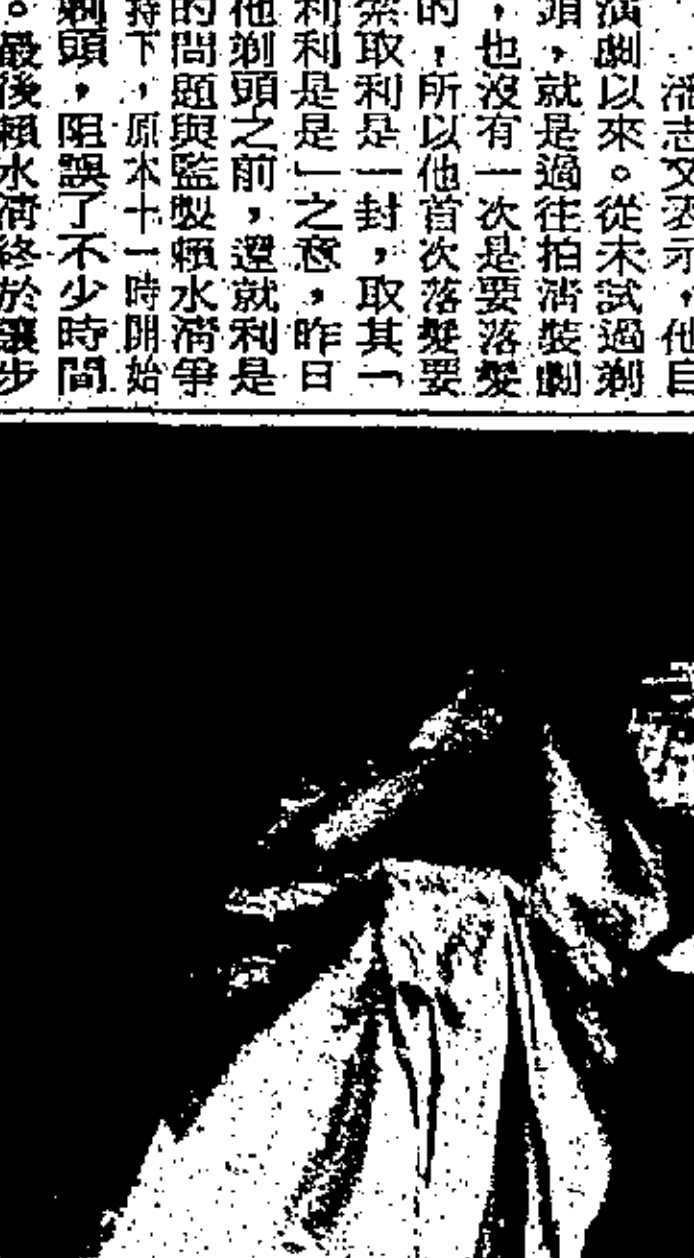 潘志文表示，他自
演劇以來。從未試過剃
頭，就是過往拍清裝劇
，也沒有一次是要落髮
的，所以他首次落髮要
索取利是一封，取其一
利利是是」之意，昨日
他剃頭之前，還就利是
的問題與監製賴水清爭
持下，原本十一時開始
剃頭，阻誤了不少時間
。最後賴水清終於讓步